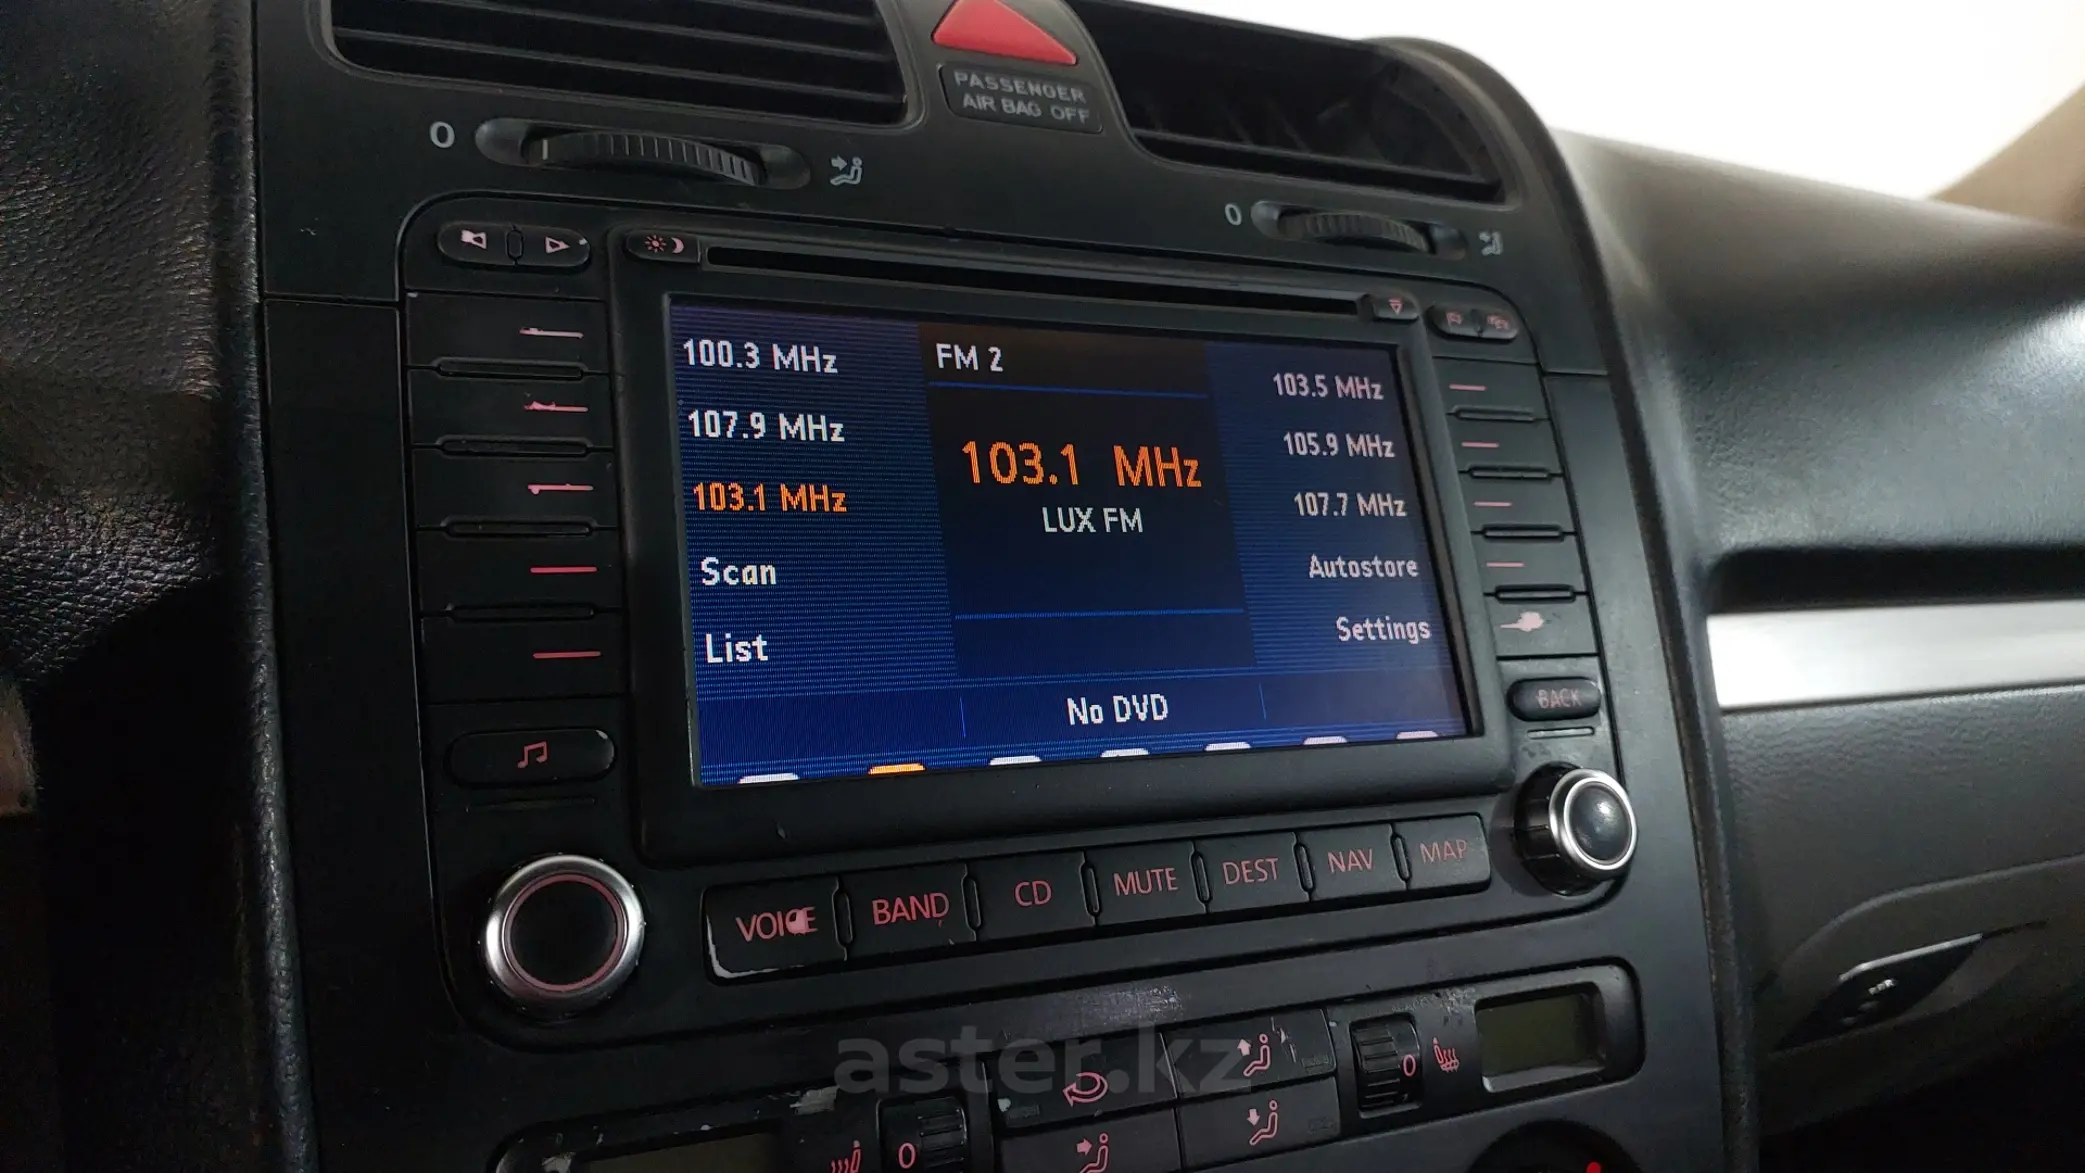 PASSENGER
AIR BAG OFF
0
0
100.3 MHz
107.9 MHz
103.1 MHz
Scan
List
FM 2
103.1 MHz
LUX FM
103.5 MHz
105.9 MHz
107.7 MHz
Autostore
Settings
No DVD
BACK
VOICE
BAND
CD
MUTE
DEST
NAV
MAP
aster.kz
0
0